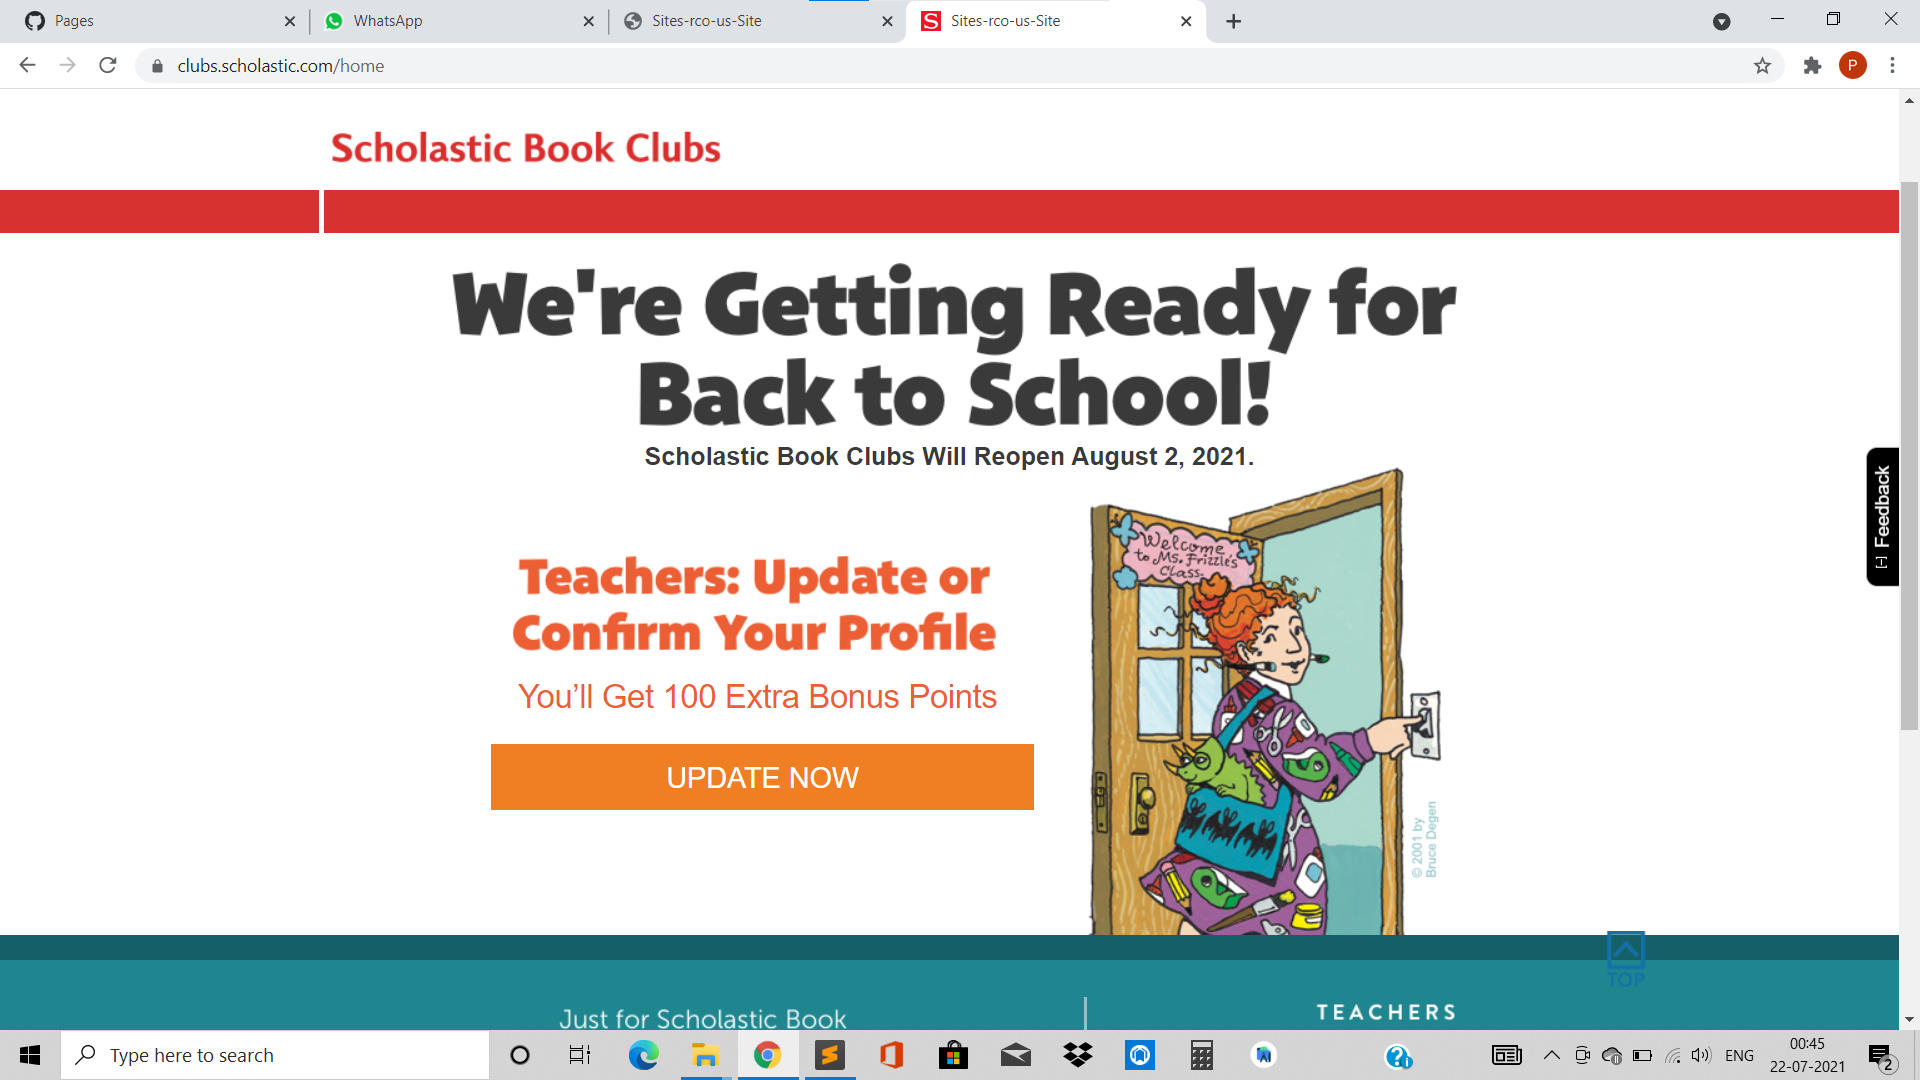 Pages
WhatsApp
Sites-rco-us-Site
Sites-rco-us-Site
clubs.scholastic.com/home
P
Scholastic Book Clubs
We're Getting Ready for
Back to School!
Scholastic Book Clubs Will Reopen August 2, 2021.
Teachers: Update or
Confirm Your Profile
You’ll Get 100 Extra Bonus Points
UPDATE NOW
Welcome
to Ms. Frizzle's
Class
© 2001 by
Bruce Degen
[-] Feedback
TOP
Just for Scholastic Book
TEACHERS
Type here to search
ENG
00:45
22-07-2021
2